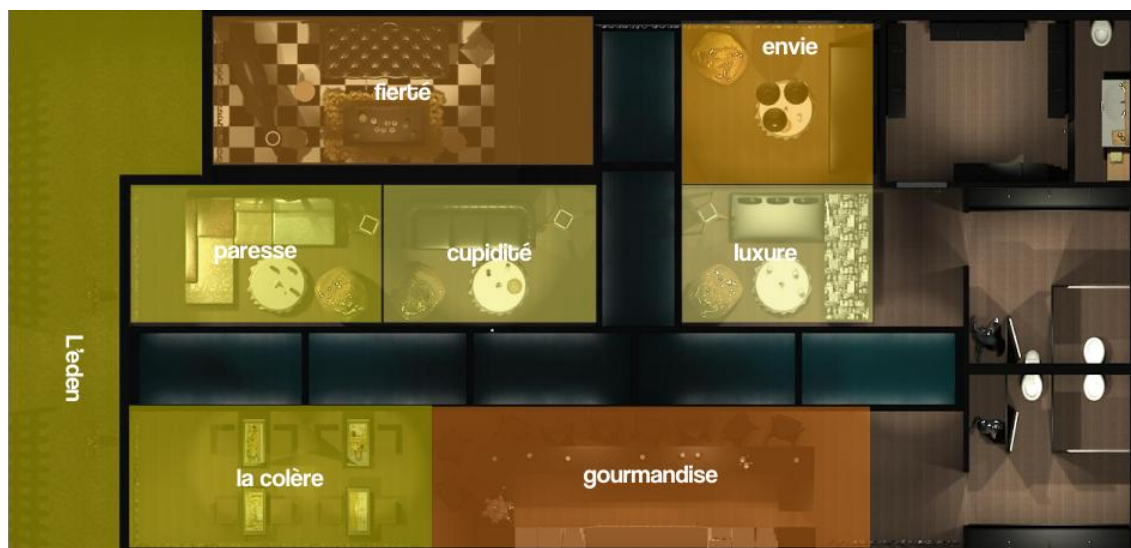 fierté
envie
paresse
cupidité
luxure
L'eden
la colère
gourmandise